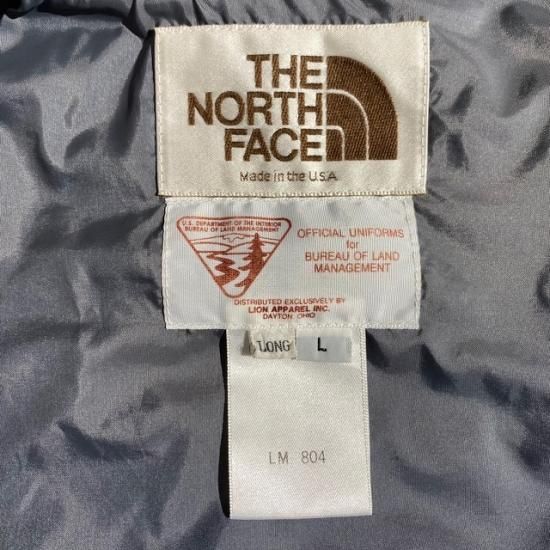 THE
NORTH
FACE
Made in the U.S.A.
U.S. DEPARTMENT OF THE INTERIOR
BUREAU OF LAND MANAGEMENT
OFFICIAL UNIFORMS
for
BUREAU OF LAND
MANAGEMENT
DISTRIBUTED EXCLUSIVELY BY
LION APPAREL INC.
DAYTON, OHIO
LONG L
LM 804